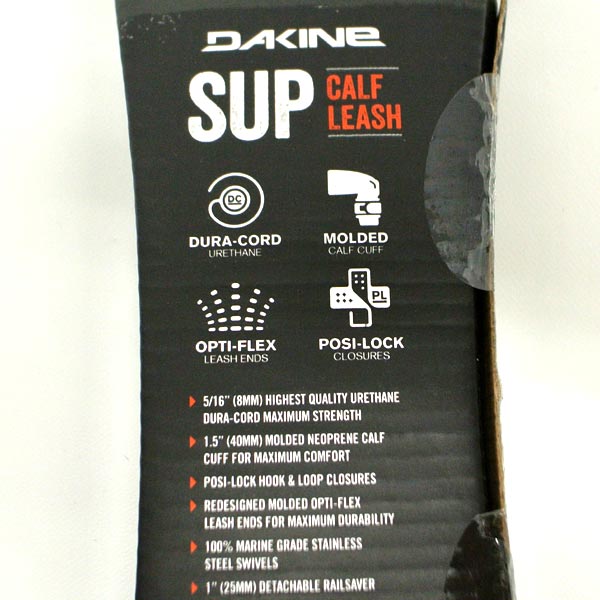 DAKINE
SUP
CALF
LEASH
DC
DURA-CORD
URETHANE
MOLDED
CALF CUFF
OPTI-FLEX
LEASH ENDS
PL
POSI-LOCK
CLOSURES
5/16" (8MM) HIGHEST QUALITY URETHANE
DURA-CORD MAXIMUM STRENGTH
1.5" (40MM) MOLDED NEOPRENE CALF
CUFF FOR MAXIMUM COMFORT
POSI-LOCK HOOK & LOOP CLOSURES
REDESIGNED MOLDED OPTI-FLEX
LEASH ENDS FOR MAXIMUM DURABILITY
100% MARINE GRADE STAINLESS
STEEL SWIVELS
1" (25MM) DETACHABLE RAILSAVER